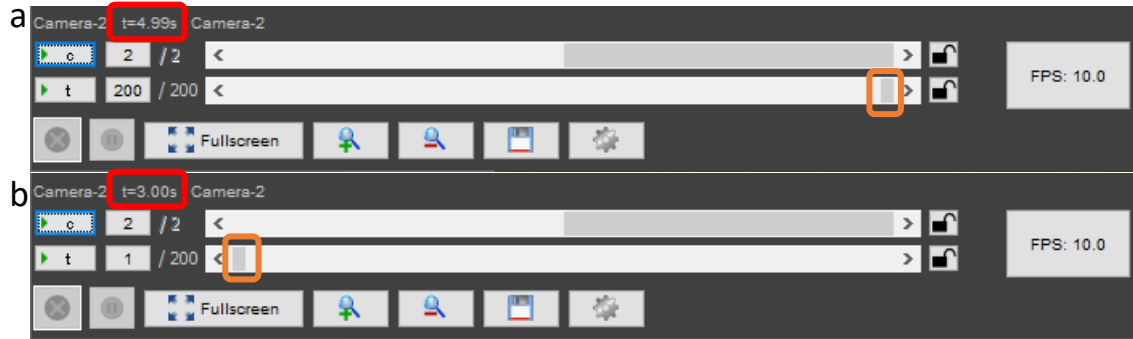 a
Camera-2 t=4.99s Camera-2
c 2 / 2 < >
t 200 / 200 < >
FPS: 10.0
Fullscreen
b
Camera-2 t=3.00s Camera-2
c 2 / 2 < >
t 1 / 200 < >
FPS: 10.0
Fullscreen